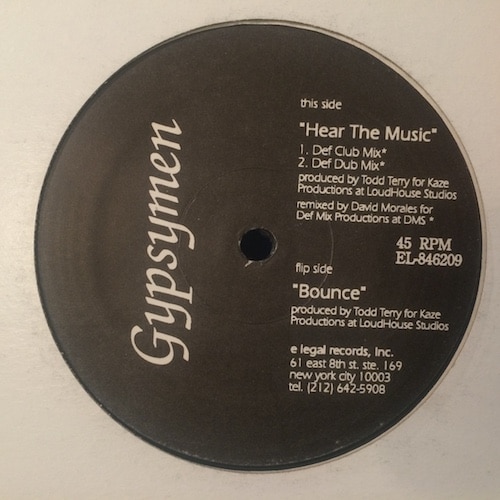 Gypsymen
this side
"Hear The Music"
1. Def Club Mix*
2. Def Dub Mix*
produced by Todd Terry for Kaze
Productions at LoudHouse Studios
remixed by David Morales for
Def Mix Productions at DMS *
45 RPM
EL-846209
flip side
"Bounce"
produced by Todd Terry for Kaze
Productions at LoudHouse Studios
e legal records, Inc.
61 east 8th st. ste. 169
new york city 10003
tel. (212) 642-5908